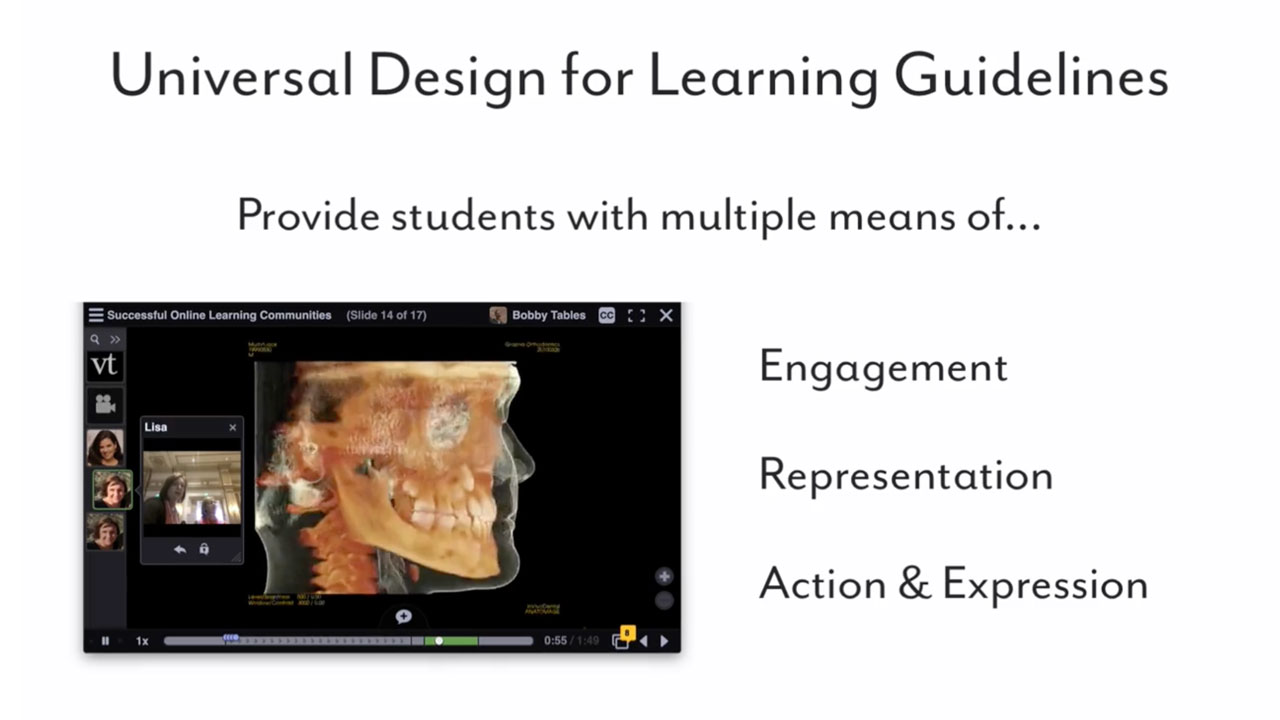 Universal Design for Learning Guidelines
Provide students with multiple means of...
Successful Online Learning Communities (Slide 14 of 17) Bobby Tables CC
vt
Lisa
Engagement
Representation
Action & Expression
1x 0:55 / 1:49 8